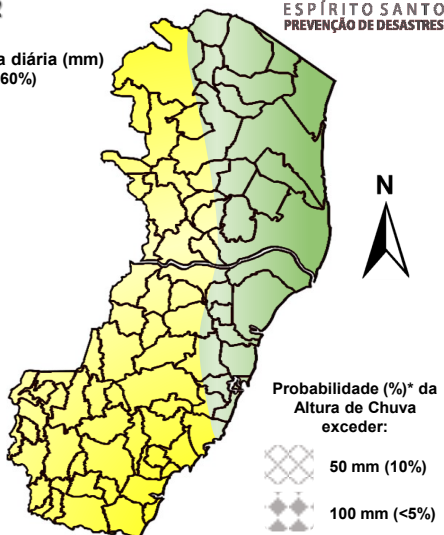 ESPÍRITO SANTO
PREVENÇÃO DE DESASTRES
a diária (mm)
60%)
N
Probabilidade (%)* da
Altura de Chuva
exceder:
50 mm (10%)
100 mm (<5%)